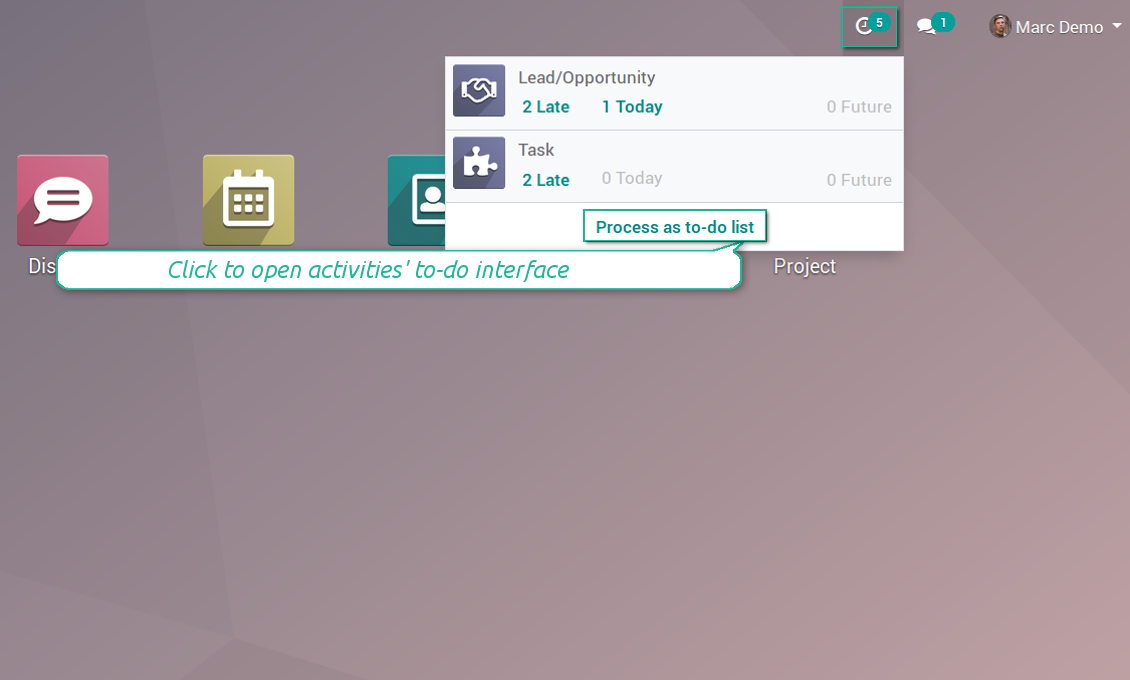 5
1
Marc Demo
Lead/Opportunity
2 Late 1 Today 0 Future
Task
2 Late 0 Today 0 Future
Process as to-do list
Dis
Click to open activities' to-do interface
Project